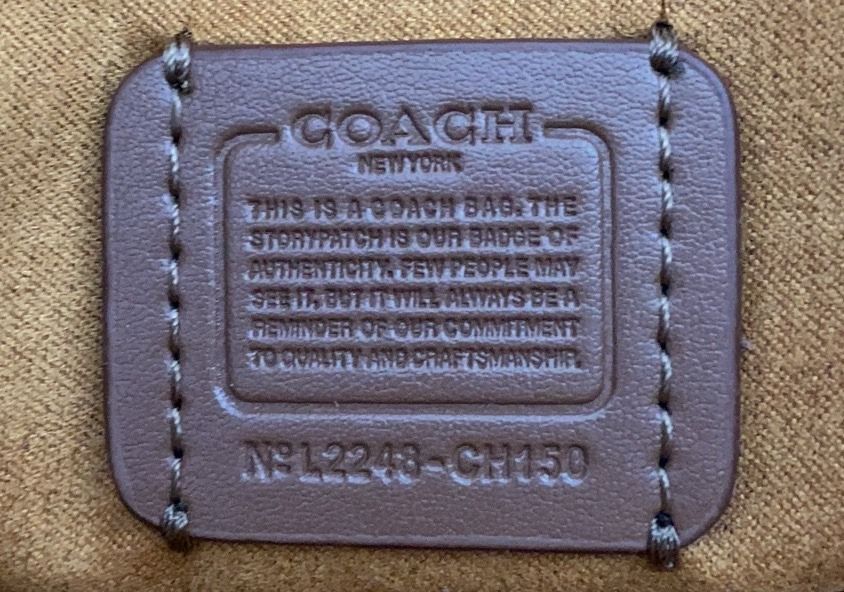 COACH
NEW YORK
THIS IS A COACH BAG. THE
STORYPATCH IS OUR BADGE OF
AUTHENTICITY. FEW PEOPLE MAY
SEE IT, BUT IT WILL ALWAYS BE A
REMINDER OF OUR COMMITMENT
TO QUALITY AND CRAFTSMANSHIP.
Nº L2248-CH150